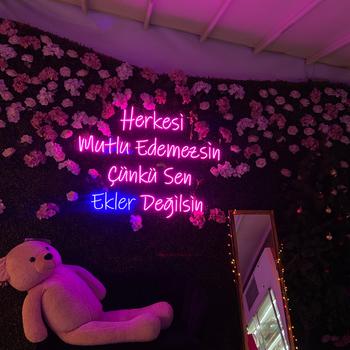 Herkesi
Mutlu Edemezsin
Çünkü Sen
Ekler Değilsin